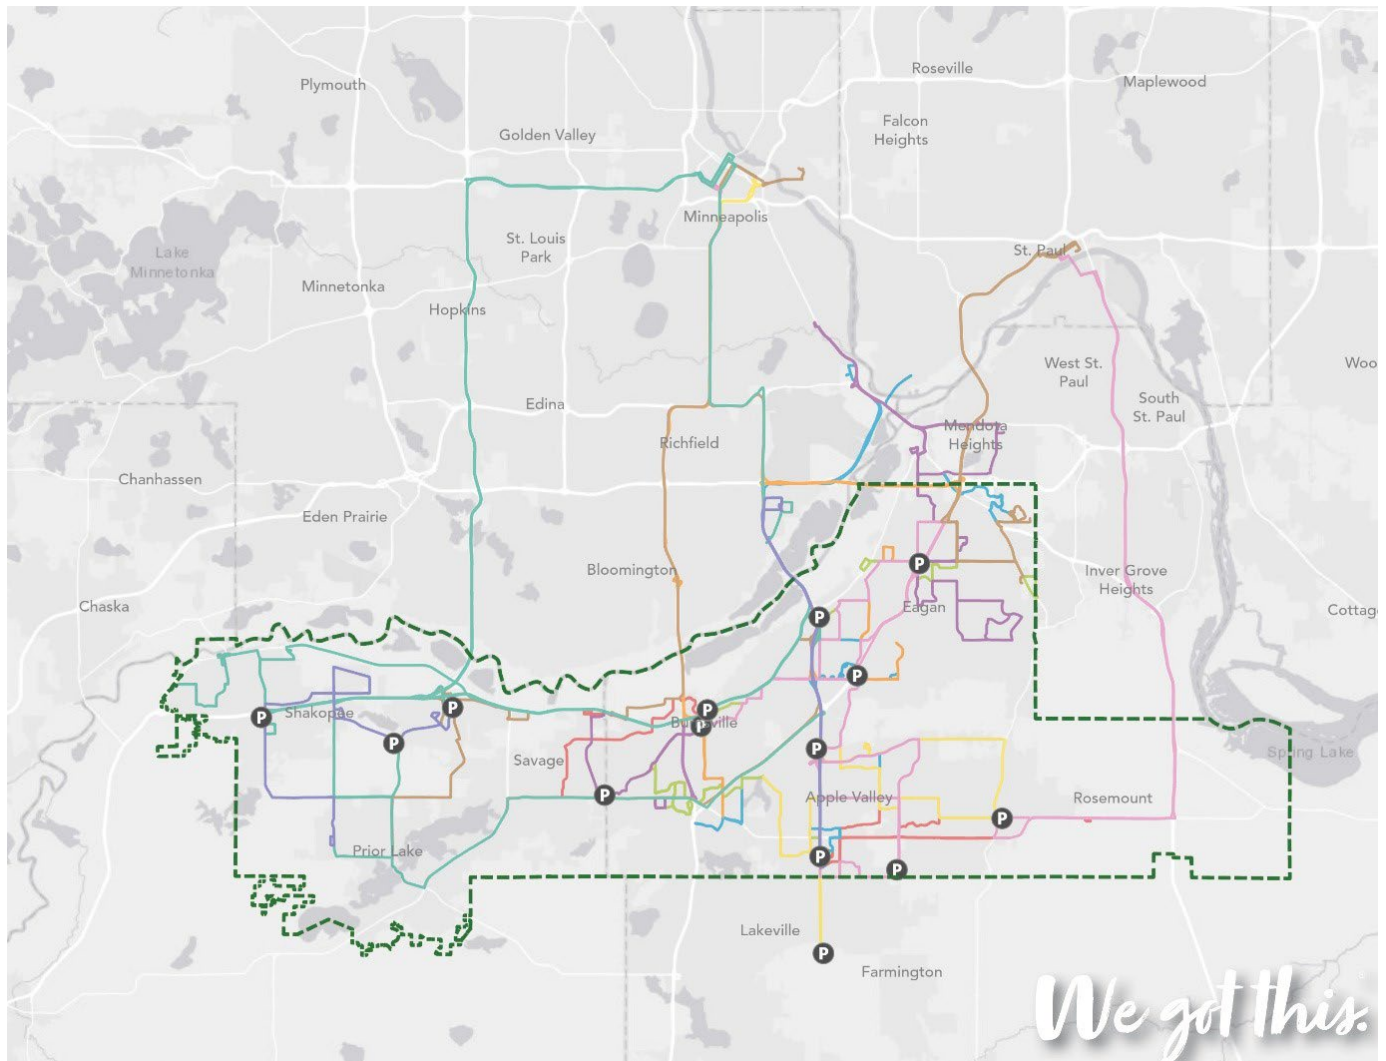 Roseville
Plymouth
Maplewood
Falcon
Heights
Golden Valley
Minneapolis
St. Louis
Park
Lake
Minnetonka
St. Paul
Minnetonka
Hopkins
West St.
Paul
Woo
Edina
South
St. Paul
Richfield
Mendota
Heights
Chanhassen
Eden Prairie
Bloomington
Inver Grove
Heights
Chaska
Eagan
Cottage
P
P
P
P
P
P
P
P
P
P
P
P
P
P
Shakopee
Burnsville
Savage
Spring Lake
Apple Valley
Rosemount
Prior Lake
Lakeville
Farmington
We got this.